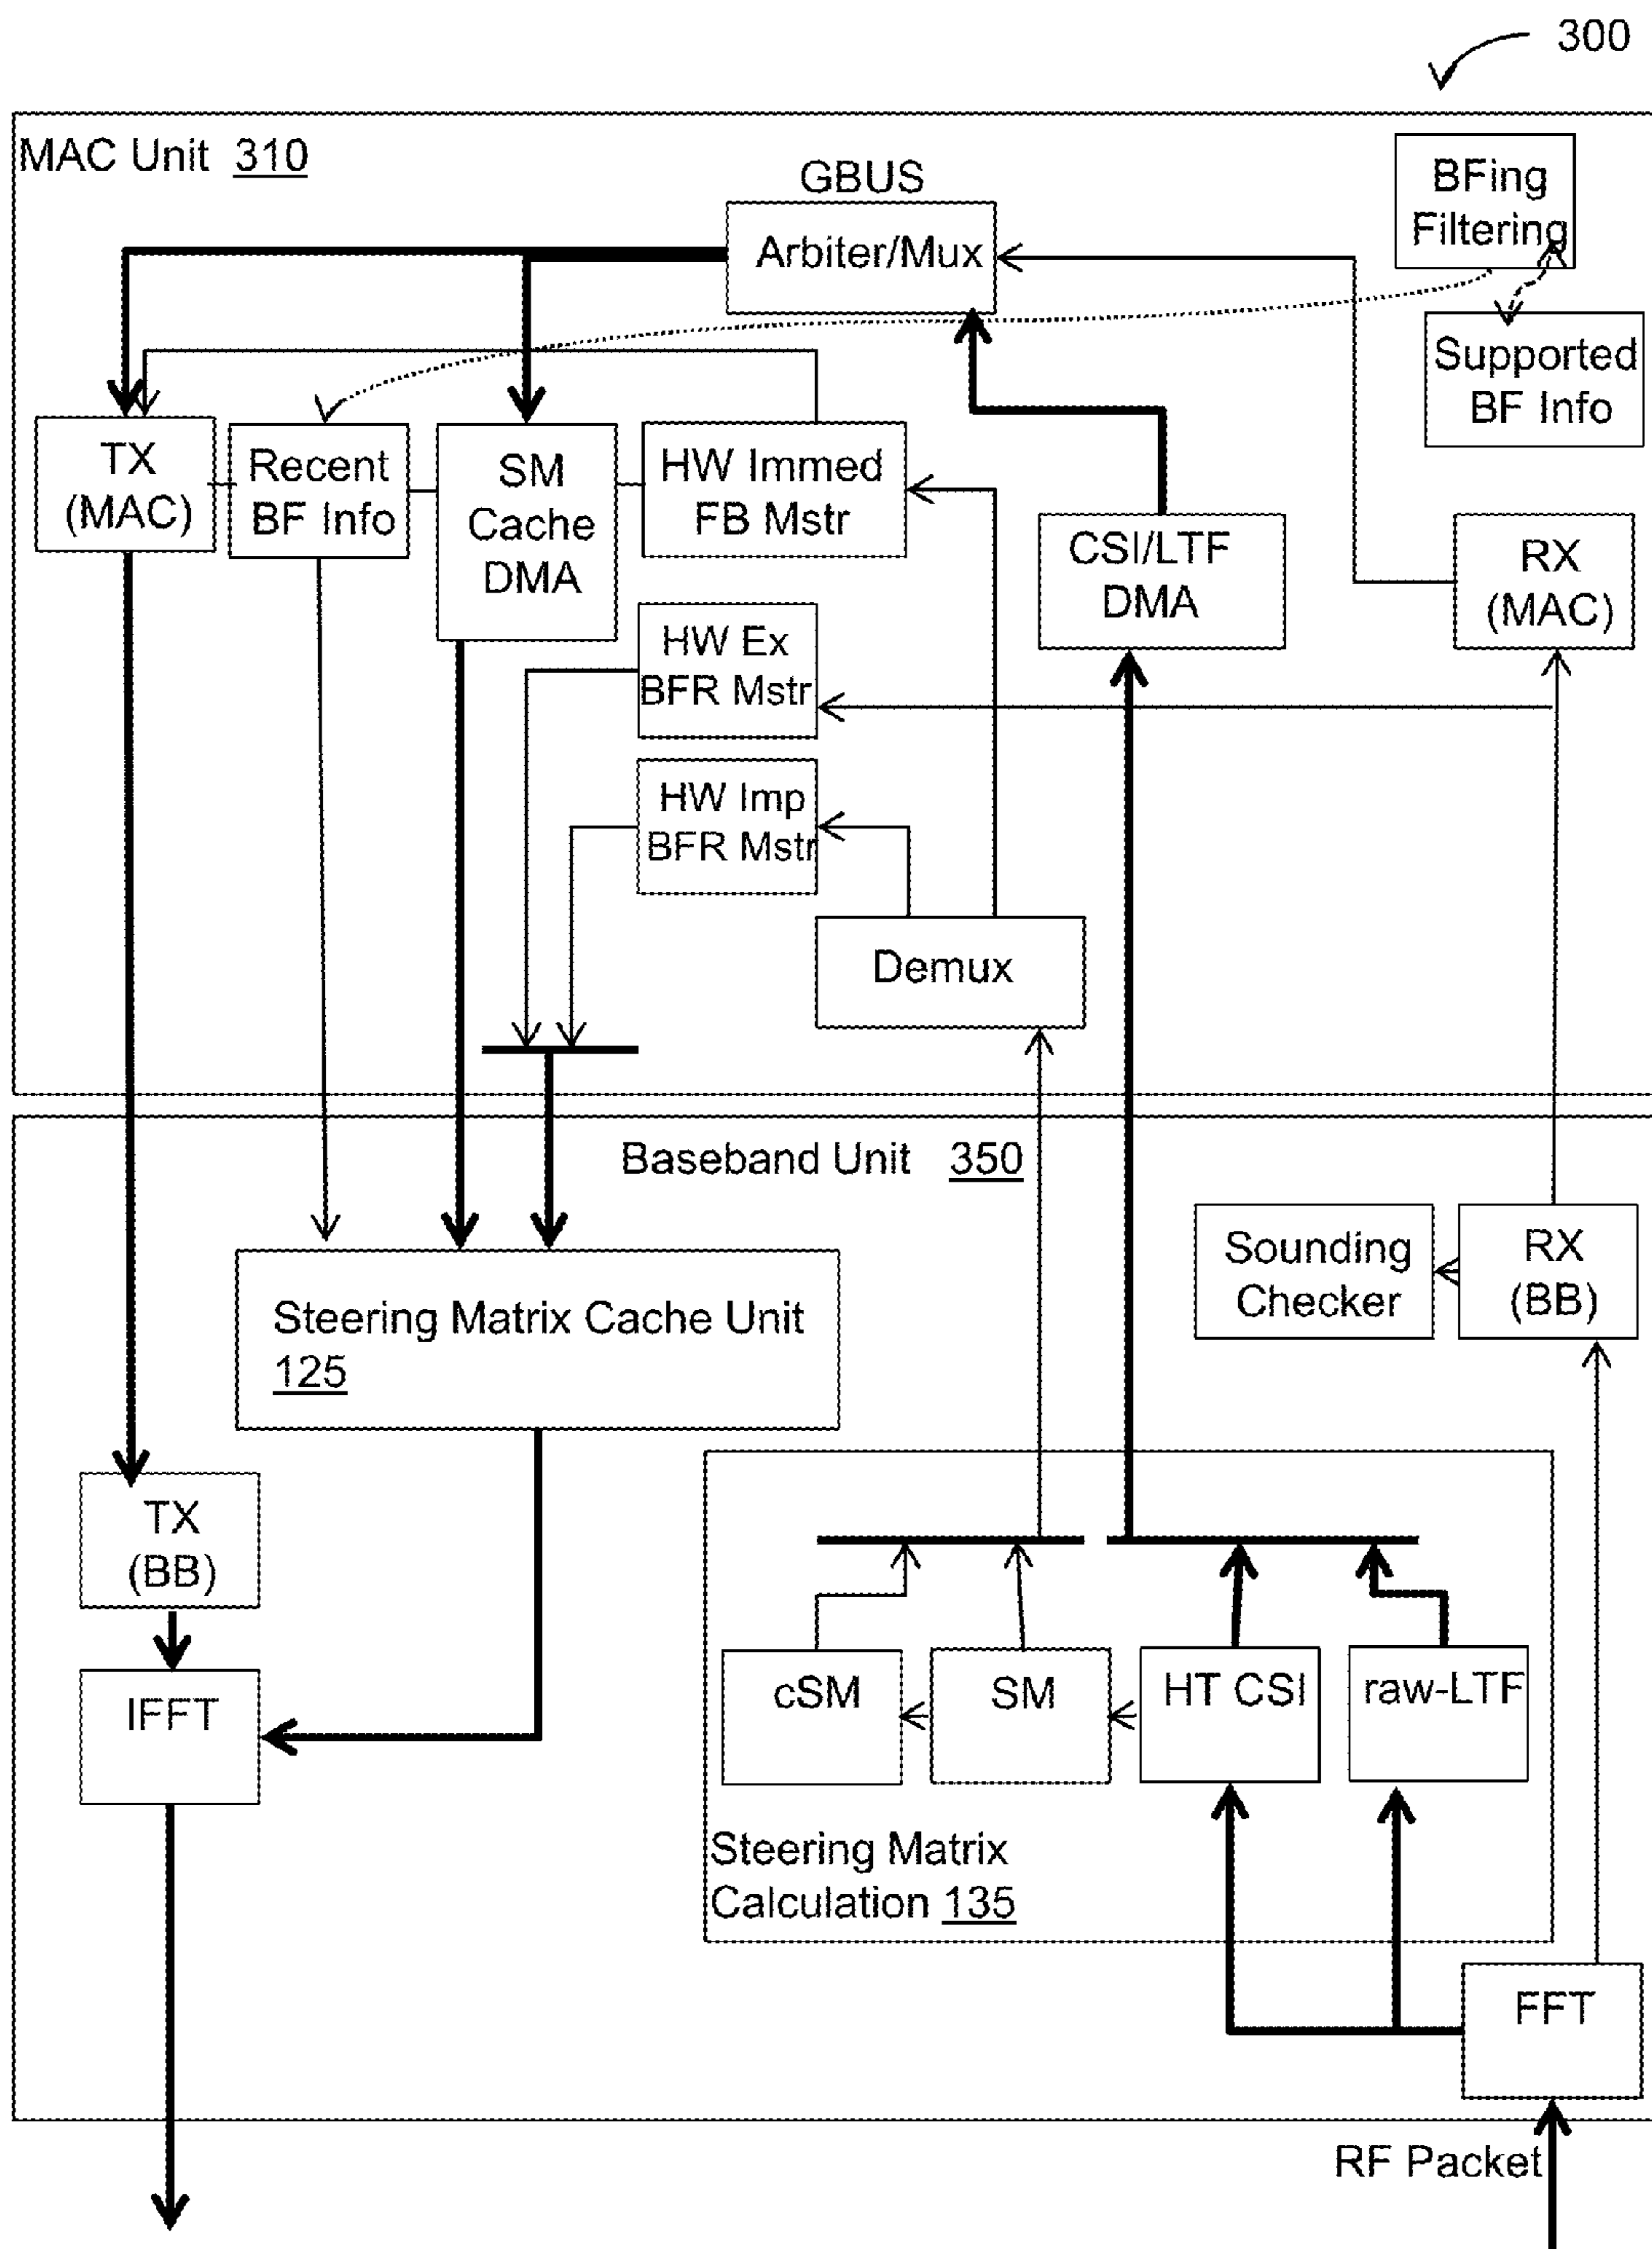 300
MAC Unit 310
GBUS
Arbiter/Mux
BFing
Filtering
Supported
BF Info
TX
(MAC)
Recent
BF Info
SM
Cache
DMA
HW Immed
FB Mstr
CSI/LTF
DMA
RX
(MAC)
HW Ex
BFR Mstr
HW Imp
BFR Mstr
Demux
Baseband Unit 350
Steering Matrix Cache Unit
125
Sounding
Checker
RX
(BB)
TX
(BB)
IFFT
cSM
SM
HT CSI
raw-LTF
Steering Matrix
Calculation 135
FFT
RF Packet